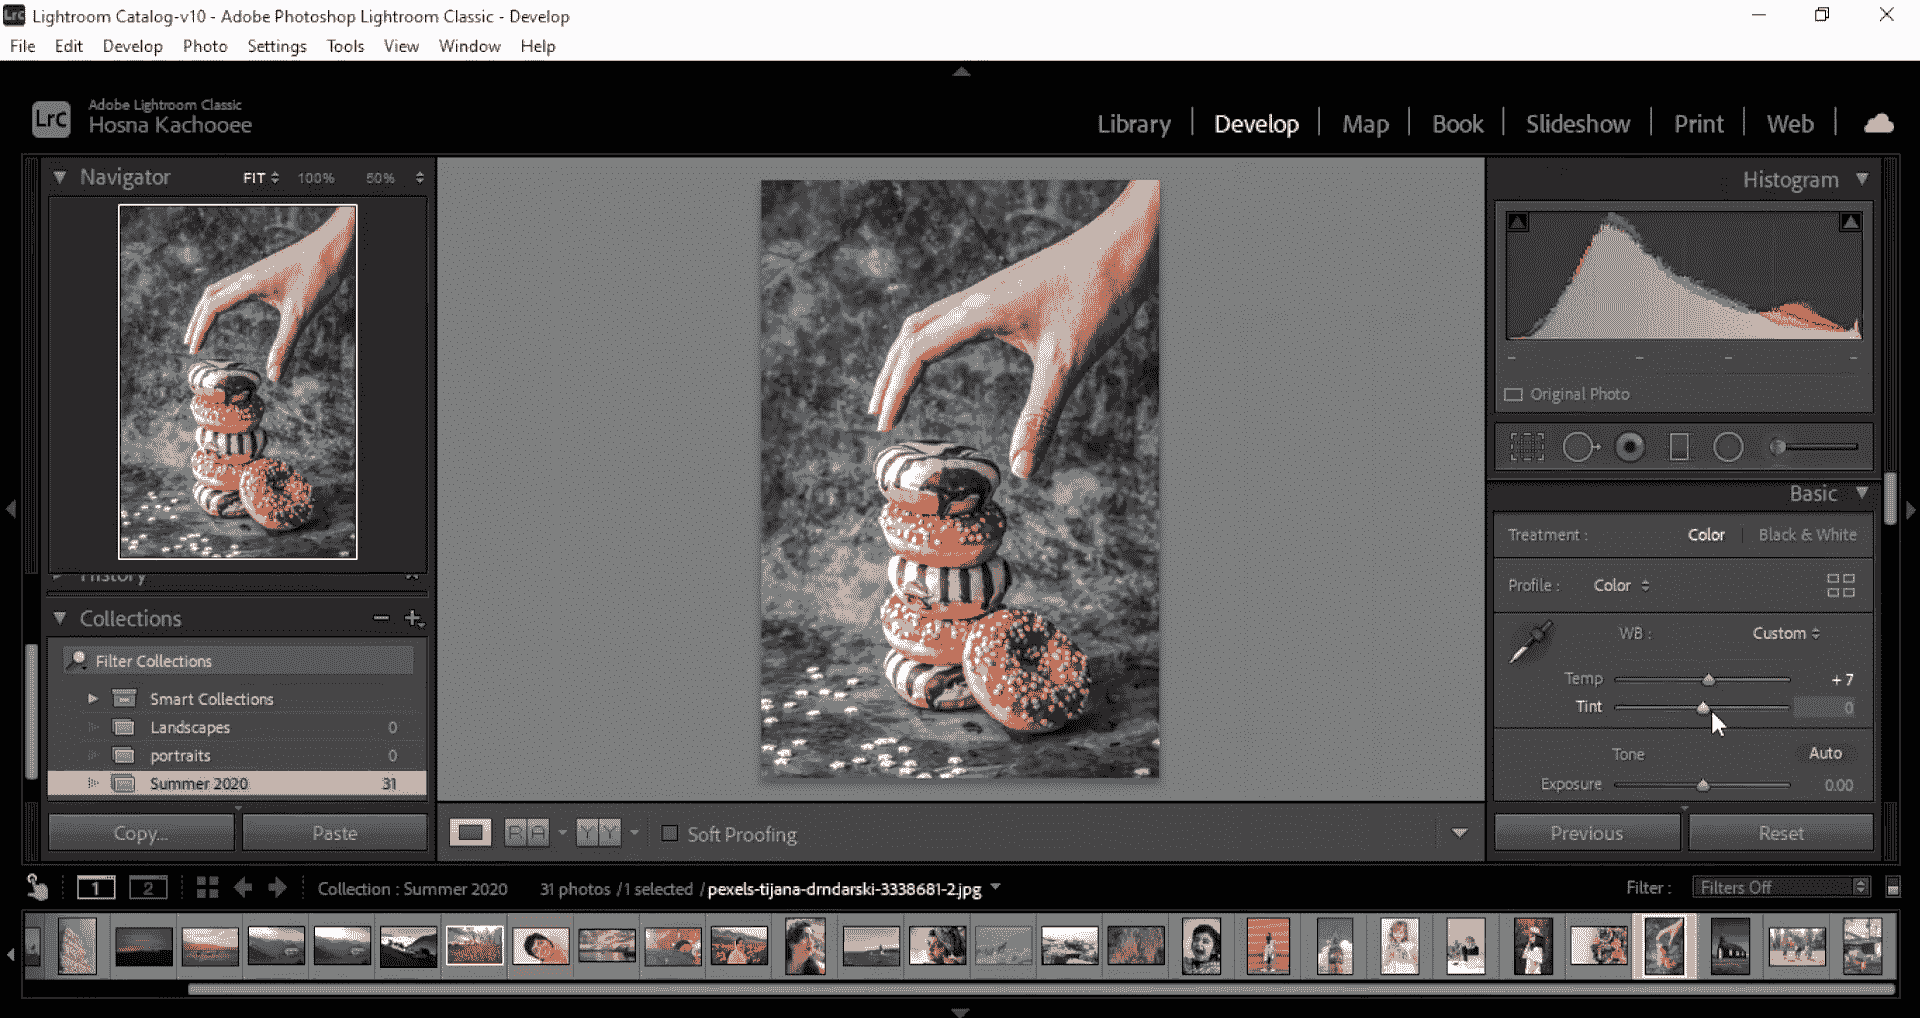 Lrc Lightroom Catalog-v10 - Adobe Photoshop Lightroom Classic - Develop
File Edit Develop Photo Settings Tools View Window Help
Lrc
Adobe Lightroom Classic
Hosna Kachooee
Library Develop Map Book Slideshow Print Web
Navigator FIT 100% 50%
History
Collections
Filter Collections
Smart Collections
Landscapes 0
portraits 0
Summer 2020 31
Copy... Paste
R A Y Y Soft Proofing
Histogram
Original Photo
Basic
Treatment : Color Black & White
Profile : Color
WB : Custom
Temp +7
Tint 0
Tone Auto
Exposure 0.00
Previous Reset
1 2 Collection : Summer 2020 31 photos /1 selected /pexels-tijana-drndarski-3338681-2.jpg Filter : Filters Off